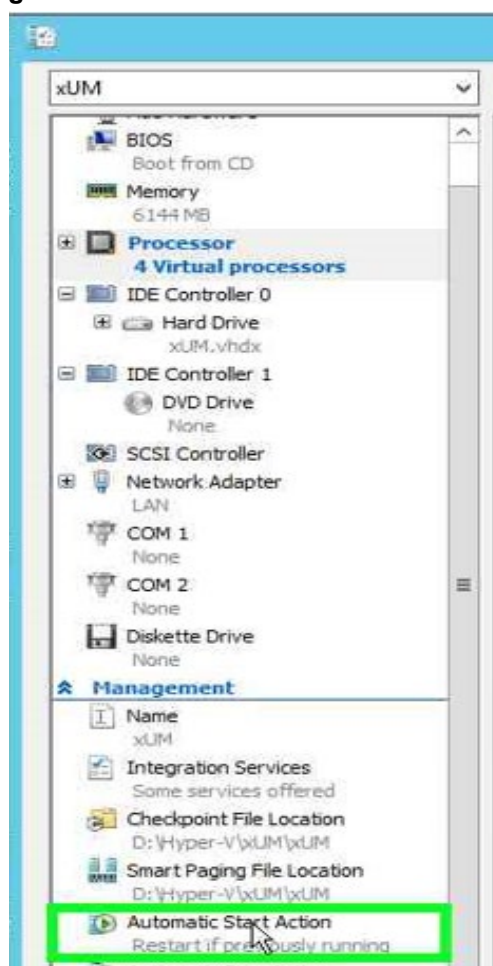 xUM
BIOS
Boot from CD
Memory
6144 MB
Processor
4 Virtual processors
IDE Controller 0
Hard Drive
xUM.vhdx
IDE Controller 1
DVD Drive
None
SCSI Controller
Network Adapter
LAN
COM 1
None
COM 2
None
Diskette Drive
None
Management
Name
xUM
Integration Services
Some services offered
Checkpoint File Location
D:\Hyper-V\xUM\xUM
Smart Paging File Location
D:\Hyper-V\xUM\xUM
Automatic Start Action
Restart if previously running